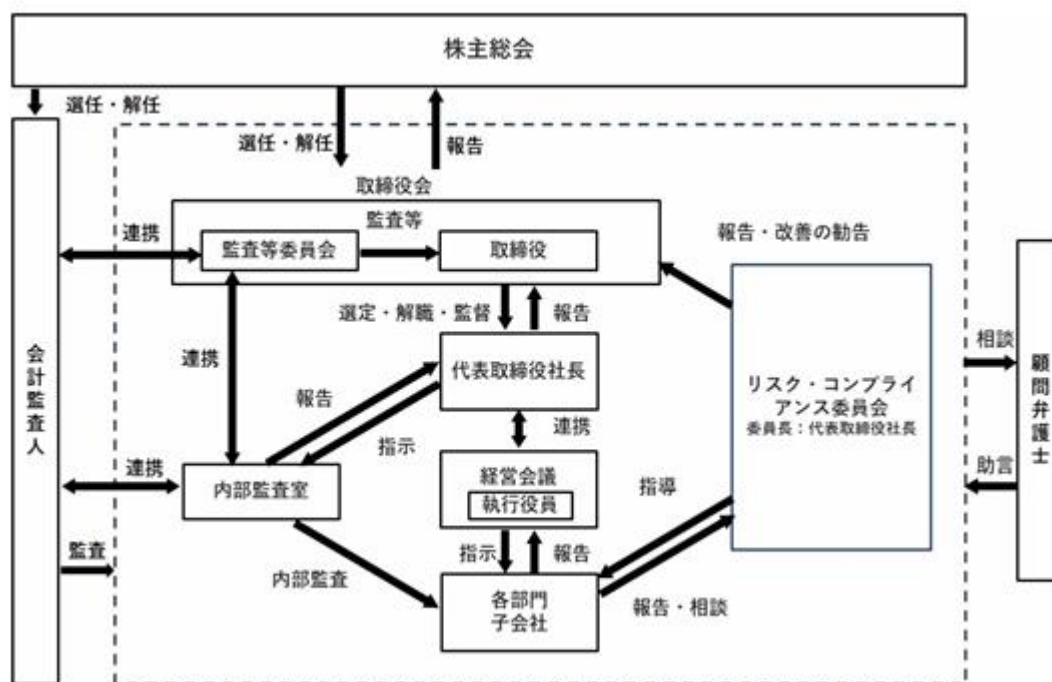 株主総会
選任・解任
選任・解任
報告
取締役会
監査等
連携
監査等委員会
取締役
報告・改善の勧告
選定・解職・監督
報告
会計監査人
連携
代表取締役社長
リスク・コンプライ
アンス委員会
委員長：代表取締役社長
相談
顧問弁護士
報告
指示
連携
連携
内部監査室
経営会議
執行役員
指導
助言
監査
指示
報告
内部監査
各部門
子会社
報告・相談